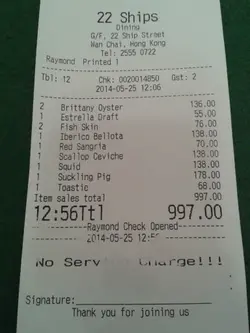 22 Ships
Dining
G/F, 22 Ship Street
Wan Chai, Hong Kong
Tel: 2555 0722
Raymond Printed 1
Tbl: 12 Chk: 0020014850 Gst: 2
2014-05-25 12:06
2 Brittany Oyster 136.00
1 Estrella Draft 55.00
2 Fish Skin 76.00
1 Iberico Bellota 138.00
1 Red Sangria 70.00
1 Scallop Ceviche 138.00
1 Squid 138.00
1 Suckling Pig 178.00
1 Toastic 68.00
Item sales total 997.00
12:56Ttl 997.00
Raymond Check Opened
2014-05-25
No Charge!!!
Signature:
Thank you for joining us